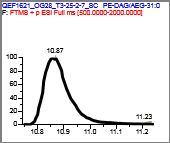 QEF1621_OG28_T3-25-2-7_SC PE-DAG/AEG-31:0
F: FTMS + p ESI Full ms [500.0000-2000.0000]
10.87
100
80
60
40
20
0
11.23
10.8 10.9 11.0 11.1 11.2